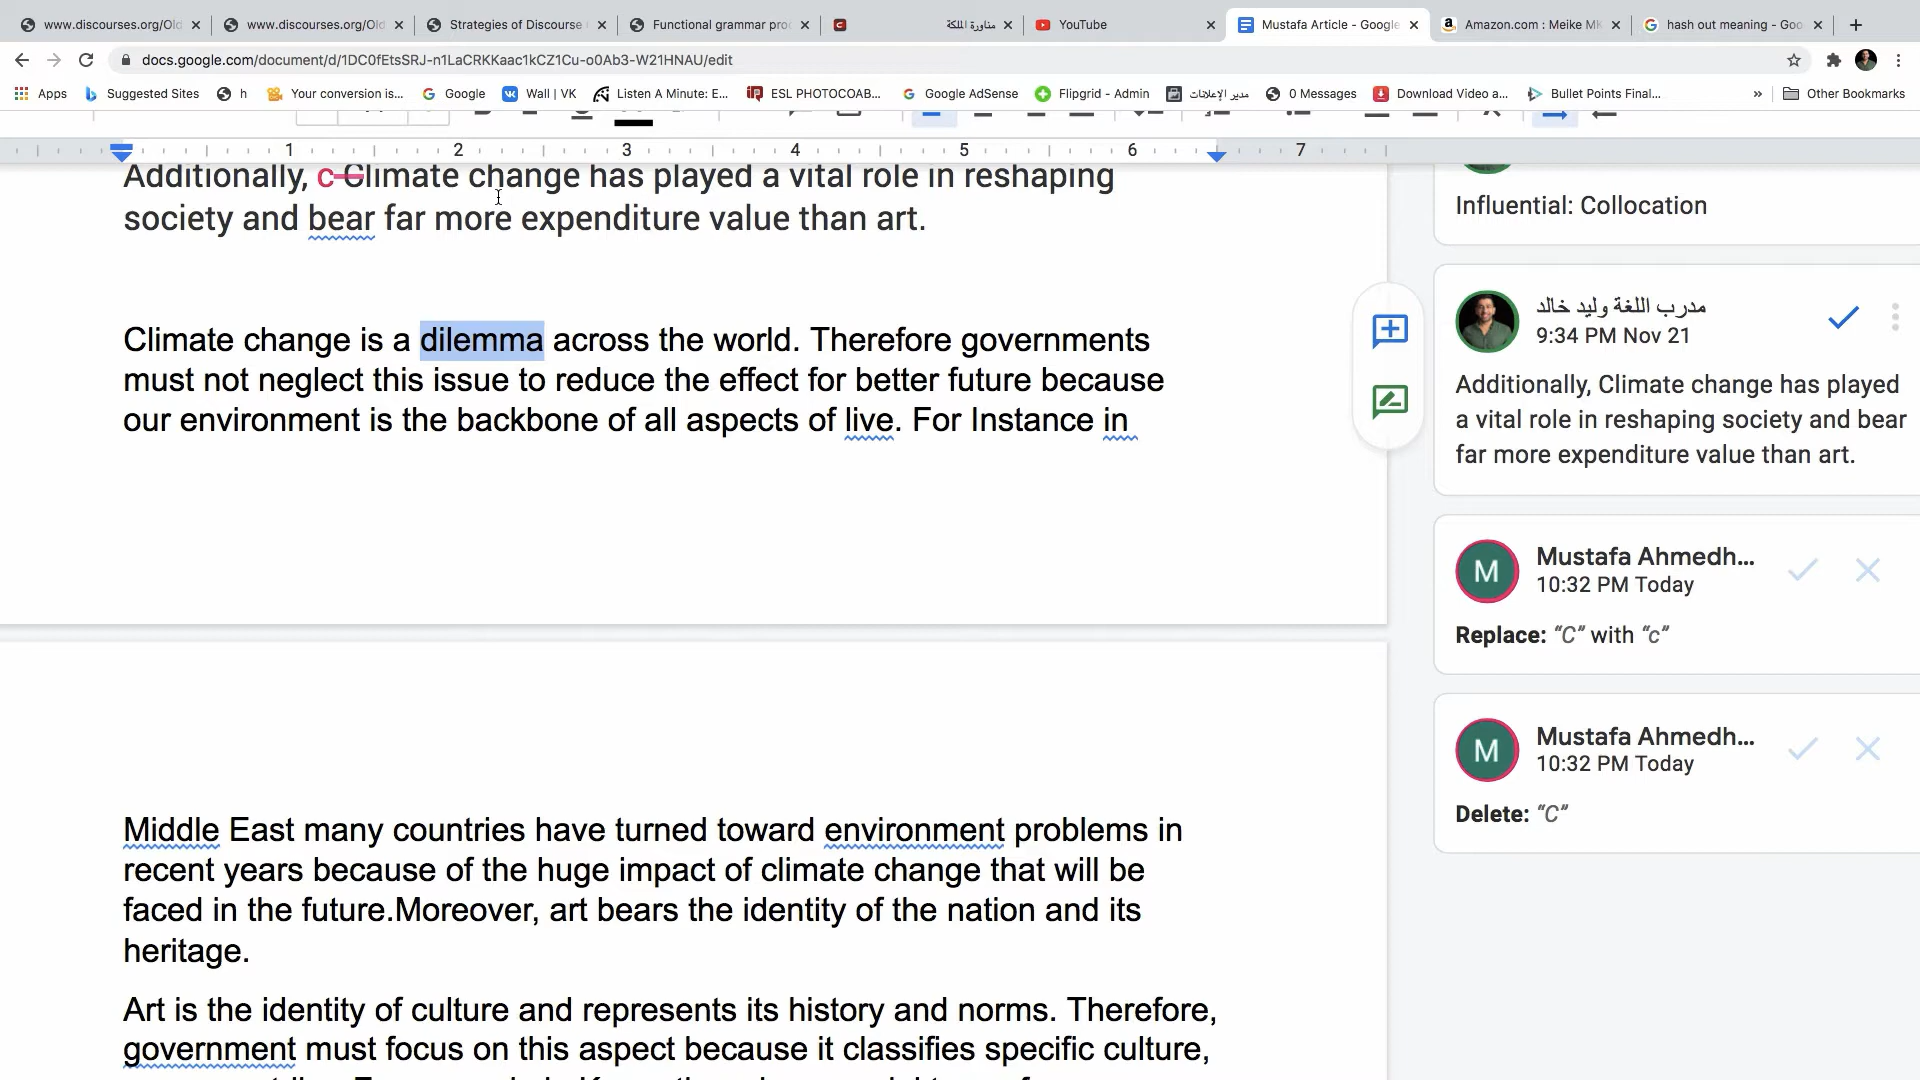 www.discourses.org/Old
www.discourses.org/Old
Strategies of Discourse
Functional grammar pro
مناورة الملكة
YouTube
Mustafa Article - Google
Amazon.com : Meike MK
hash out meaning - Goo
docs.google.com/document/d/1DC0fEtsSRJ-n1LaCRKKaac1kCZ1Cu-o0Ab3-W21HNAU/edit
Apps
Suggested Sites
h
Your conversion is...
Google
Wall | VK
Listen A Minute: E...
ESL PHOTOCOAB...
Google AdSense
Flipgrid - Admin
مدير الإعلانات
0 Messages
Download Video a...
Bullet Points Final...
»
Other Bookmarks
1 2 3 4 5 6 7
Additionally, c Climate change has played a vital role in reshaping
society and bear far more expenditure value than art.
Climate change is a dilemma across the world. Therefore governments
must not neglect this issue to reduce the effect for better future because
our environment is the backbone of all aspects of live. For Instance in
Middle East many countries have turned toward environment problems in
recent years because of the huge impact of climate change that will be
faced in the future.Moreover, art bears the identity of the nation and its
heritage.
Art is the identity of culture and represents its history and norms. Therefore,
government must focus on this aspect because it classifies specific culture,
Influential: Collocation
مدرب اللغة وليد خالد
9:34 PM Nov 21
Additionally, Climate change has played
a vital role in reshaping society and bear
far more expenditure value than art.
M
Mustafa Ahmedh...
10:32 PM Today
Replace: “C” with “c”
M
Mustafa Ahmedh...
10:32 PM Today
Delete: “C”